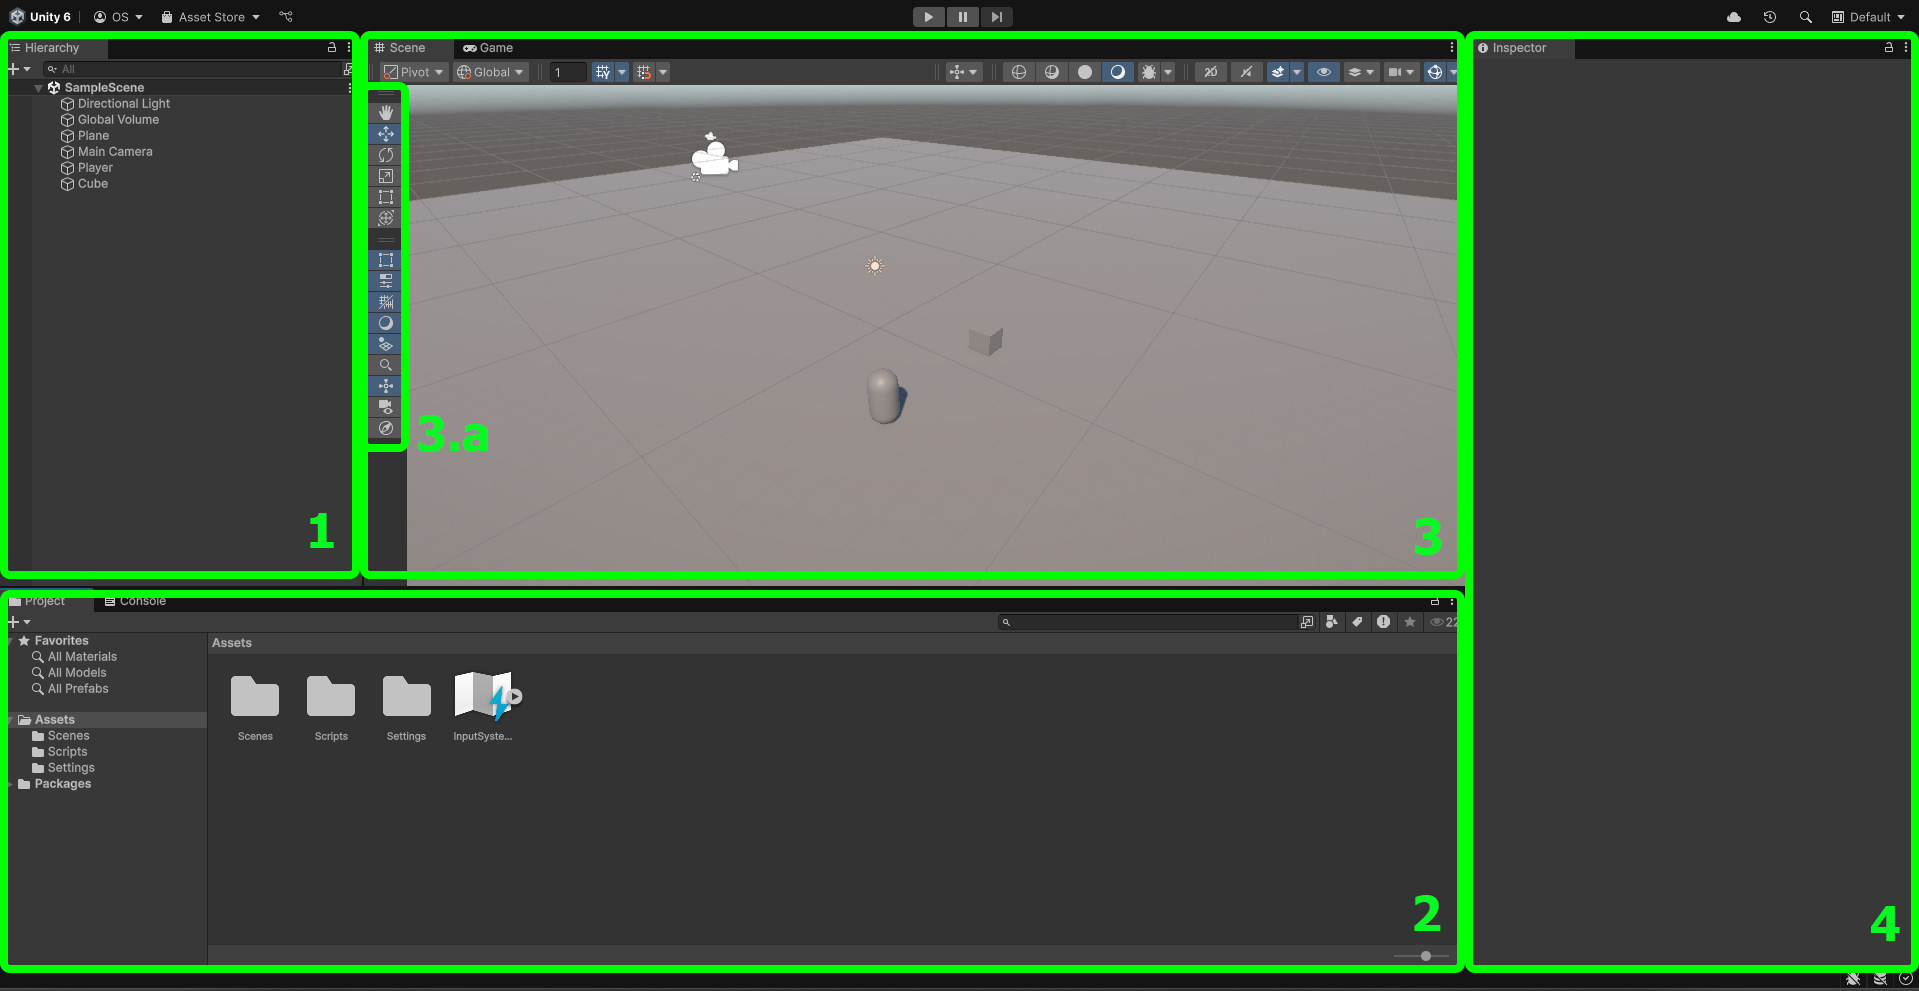 Unity 6 OS Asset Store Default
Hierarchy
All
SampleScene
Directional Light
Global Volume
Plane
Main Camera
Player
Cube
1
Scene Game
Pivot Global 1 2D
3.a
3
Project Console
22
Favorites
All Materials
All Models
All Prefabs
Assets
Scenes
Scripts
Settings
Packages
Assets
Scenes Scripts Settings InputSyste...
2
Inspector
4